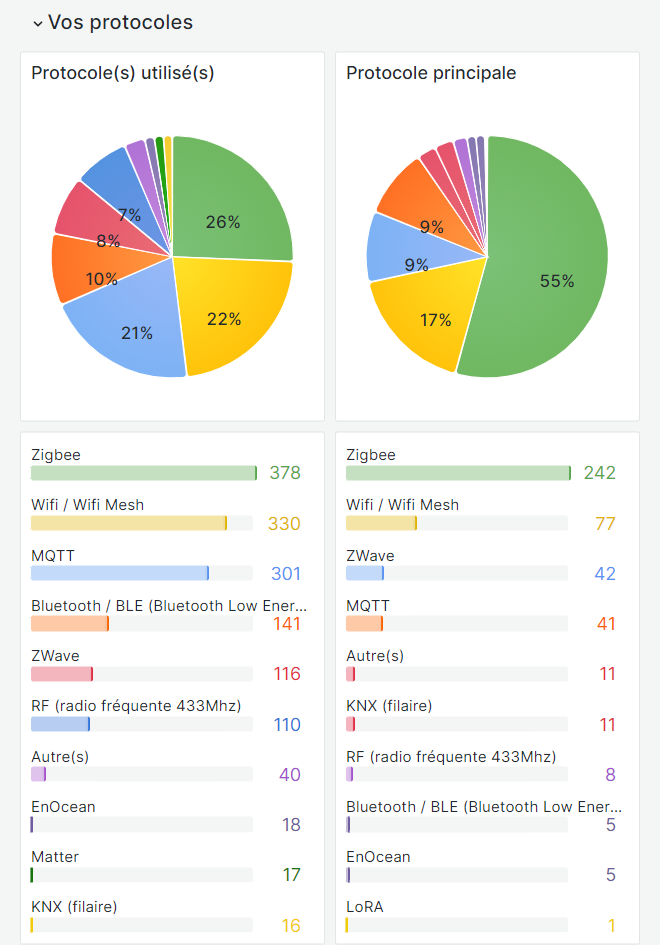 Vos protocoles
Protocole(s) utilisé(s)
26%
22%
21%
10%
8%
7%
Protocole principale
55%
17%
9%
9%
Zigbee
378
Wifi / Wifi Mesh
330
MQTT
301
Bluetooth / BLE (Bluetooth Low Ener...
141
ZWave
116
RF (radio fréquente 433Mhz)
110
Autre(s)
40
EnOcean
18
Matter
17
KNX (filaire)
16
Zigbee
242
Wifi / Wifi Mesh
77
ZWave
42
MQTT
41
Autre(s)
11
KNX (filaire)
11
RF (radio fréquente 433Mhz)
8
Bluetooth / BLE (Bluetooth Low Ener...
5
EnOcean
5
LoRA
1